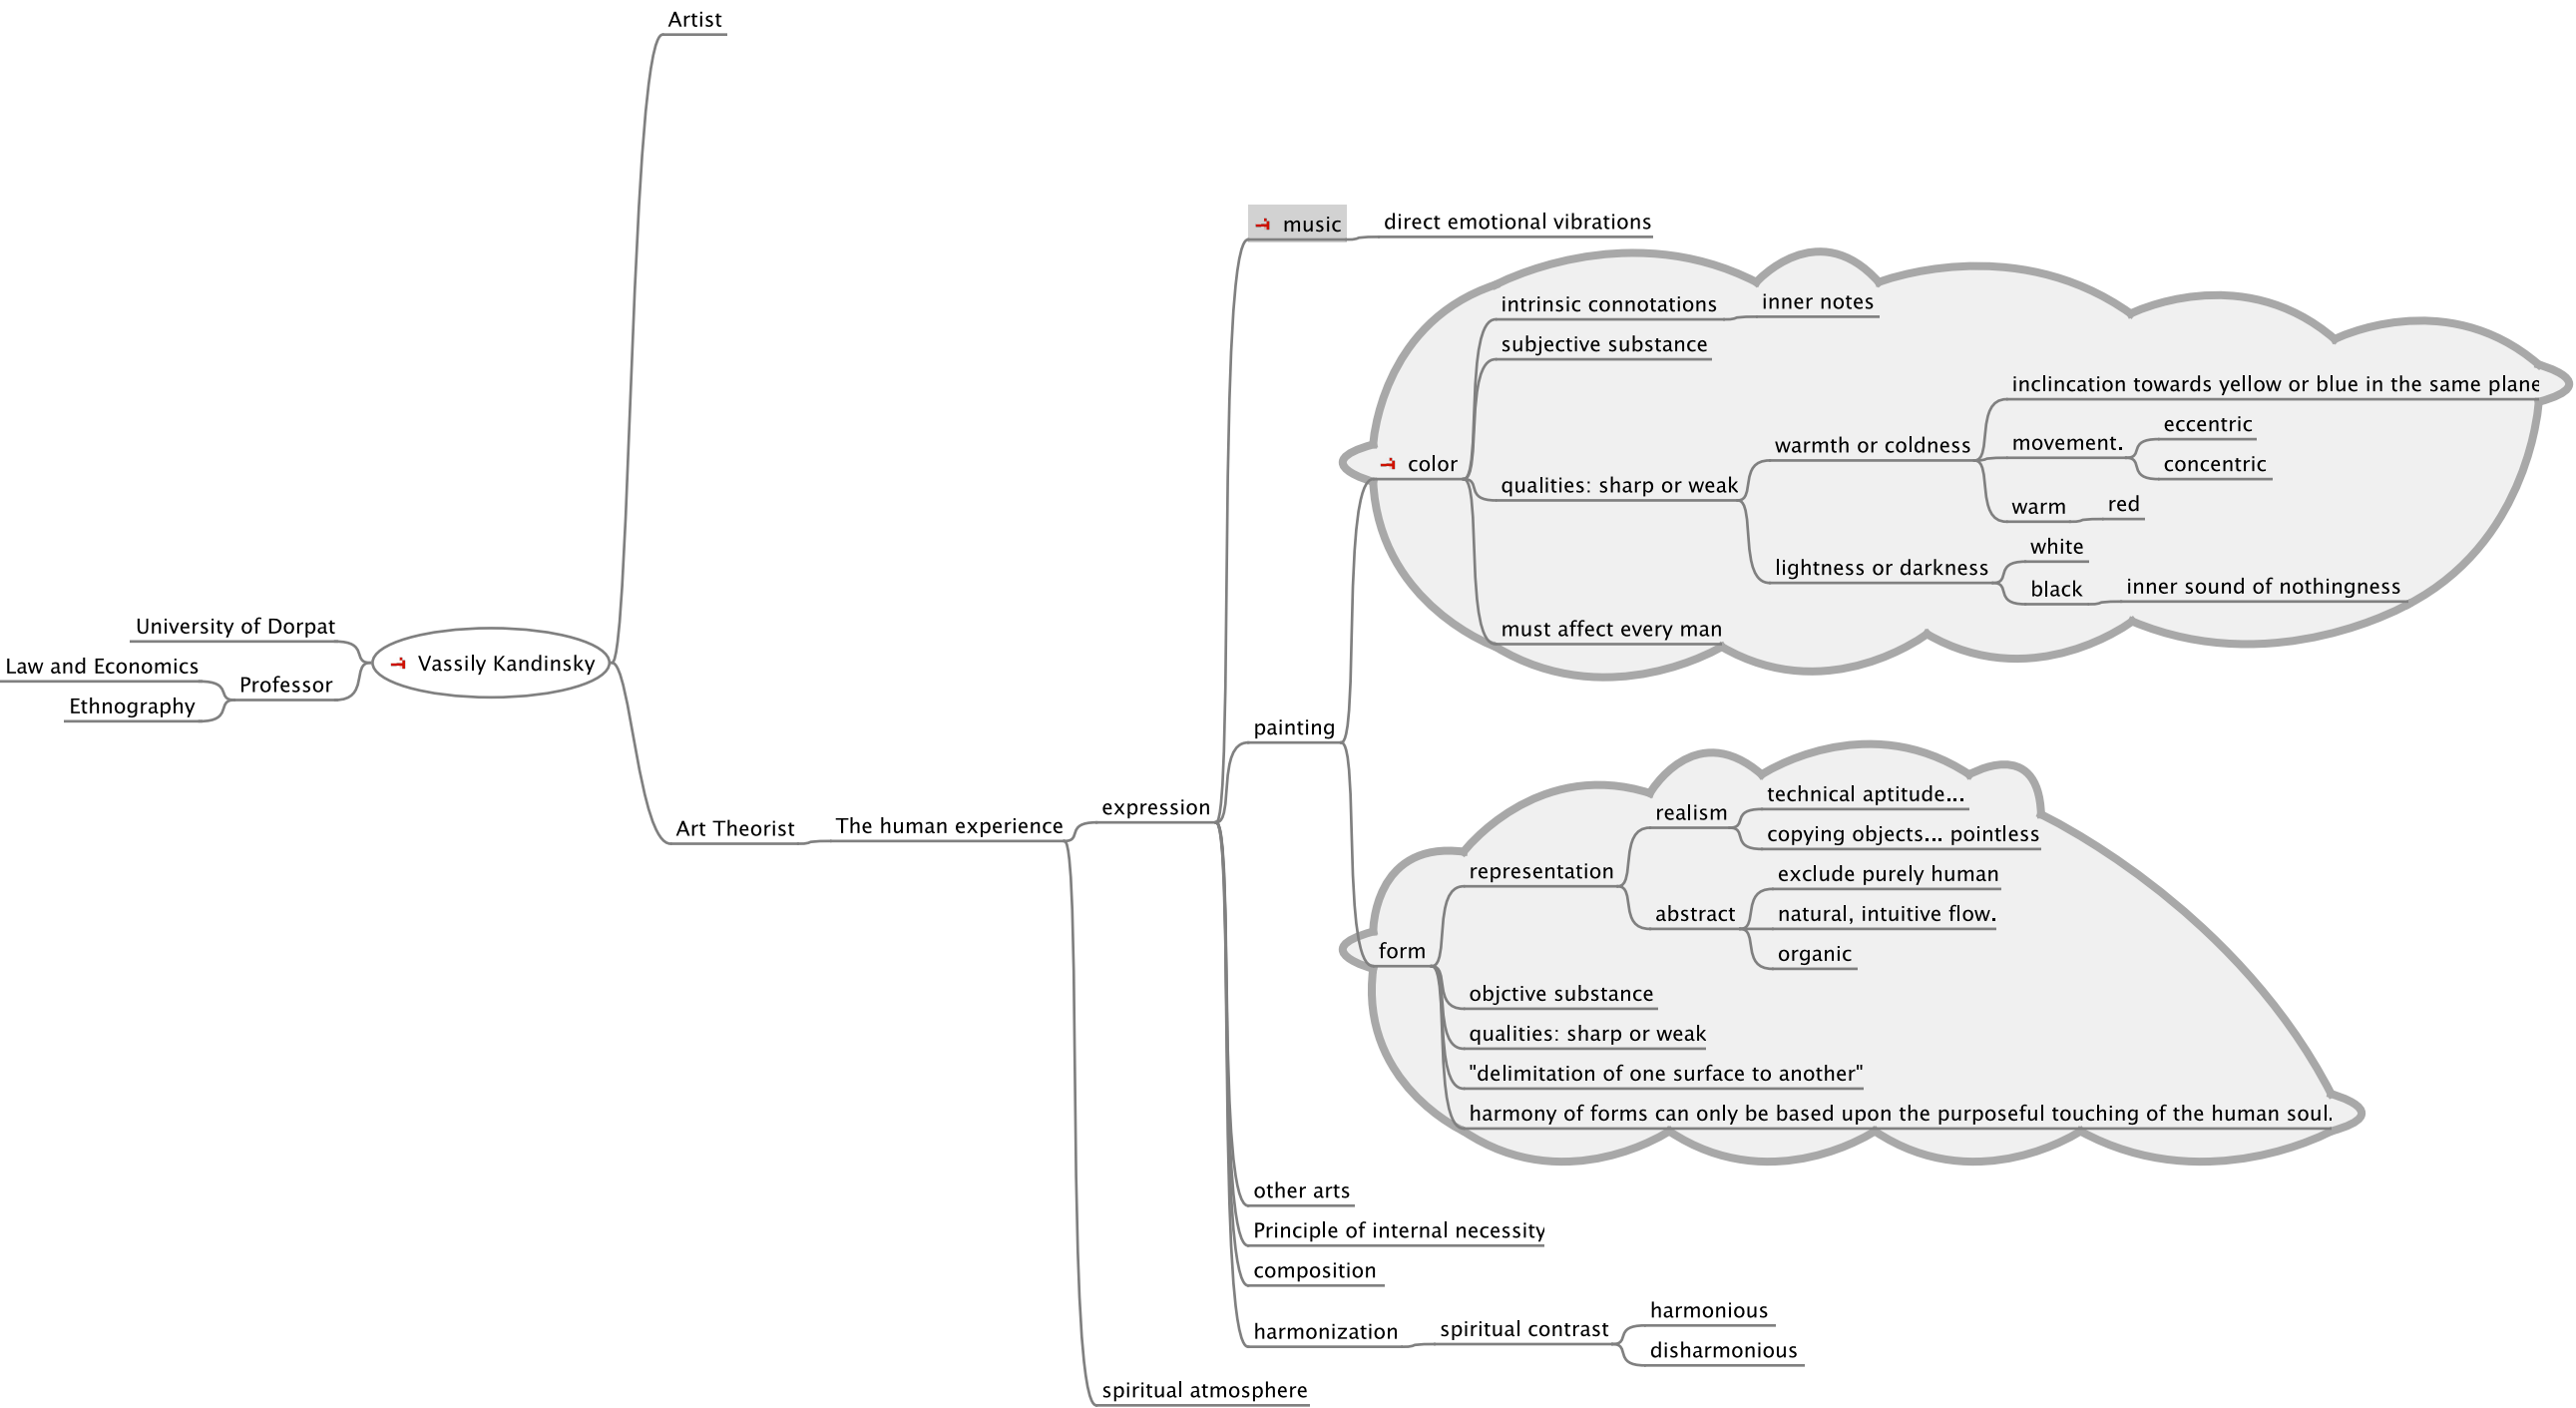 Artist
music
direct emotional vibrations
intrinsic connotations
inner notes
subjective substance
inclincation towards yellow or blue in the same plane
eccentric
movement.
warmth or coldness
concentric
color
qualities: sharp or weak
warm
red
white
lightness or darkness
black
inner sound of nothingness
must affect every man
University of Dorpat
Law and Economics
Professor
Ethnography
Vassily Kandinsky
painting
technical aptitude...
realism
copying objects... pointless
expression
Art Theorist
The human experience
representation
exclude purely human
abstract
natural, intuitive flow.
form
organic
objctive substance
qualities: sharp or weak
"delimitation of one surface to another"
harmony of forms can only be based upon the purposeful touching of the human soul.
other arts
Principle of internal necessity
composition
harmonious
harmonization
spiritual contrast
disharmonious
spiritual atmosphere